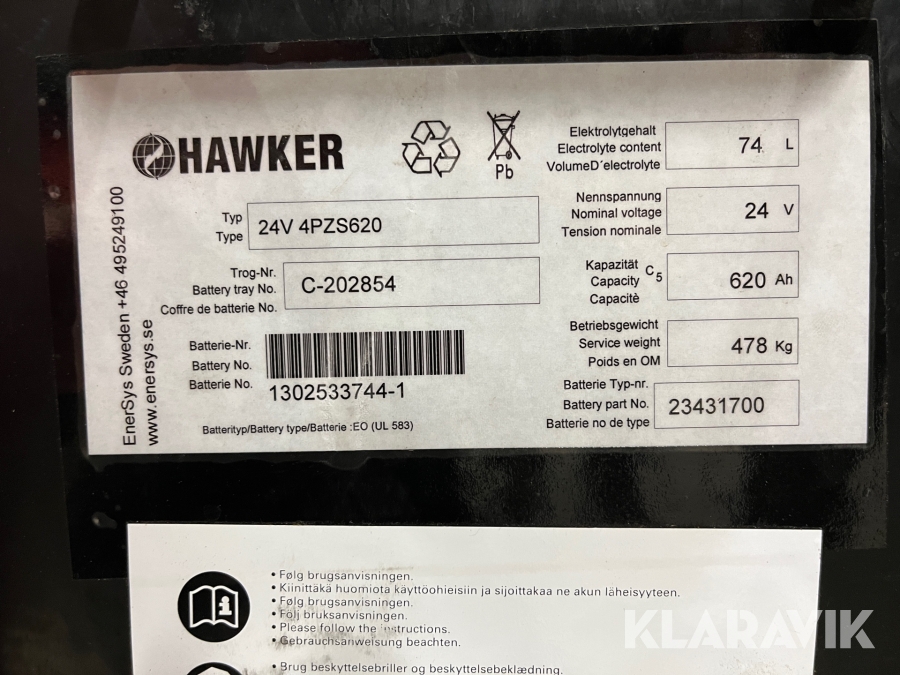 HAWKER
Pb
Typ
Type
24V 4PZS620
Trog-Nr.
Battery tray No.
Coffre de batterie No.
C-202854
Batterie-Nr.
Battery No.
Batterie No.
1302533744-1
Batterityp/Battery type/Batterie :EO (UL 583)
EnerSys Sweden +46 495249100
www.enersys.se
Elektrolytgehalt
Electrolyte content
VolumeD´electrolyte
74 L
Nennspannung
Nominal voltage
Tension nominale
24 V
Kapazität
Capacity C5
Capacitè
620 Ah
Betriebsgewicht
Service weight
Poids en OM
478 Kg
Batterie Typ-nr.
Battery part No.
Batterie no de type
23431700
• Følg brugsanvisningen.
• Kiinittäkä huomiota käyttöohieisiin ja sijoittakaa ne akun läheisyyteen.
• Følg brugsanvisningen.
• Följ bruksanvisningen.
• Please follow the instructions.
• Gebrauchsanweisung beachten.
• Brug beskyttelsebriller og beskyttelsebeklædning.
KLARAVIK